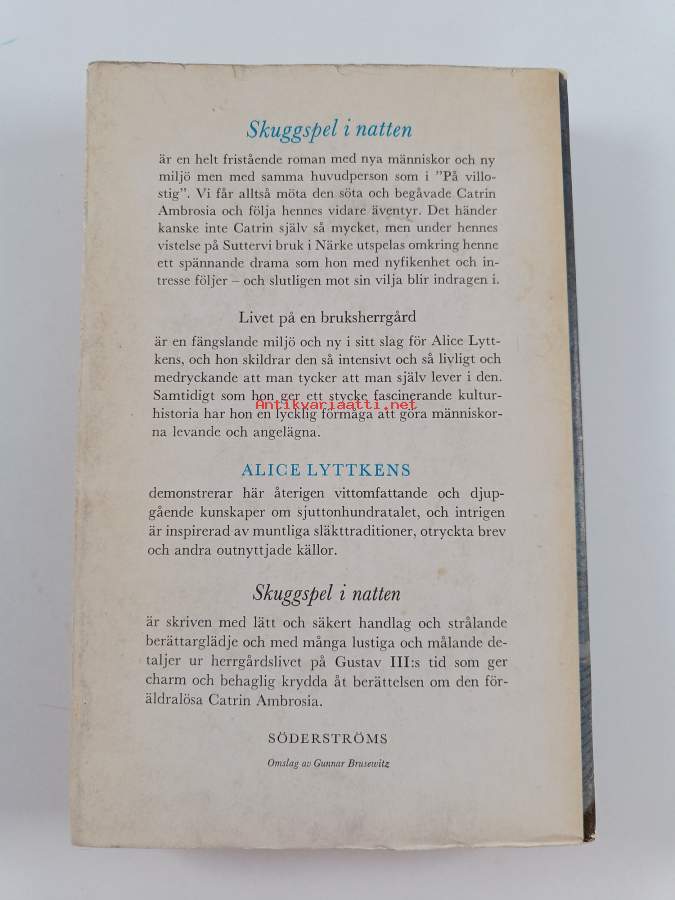 Skuggspel i natten
är en helt fristående roman med nya människor och ny
miljö men med samma huvudperson som i ”På villo-
stig”. Vi får alltså möta den söta och begåvade Catrin
Ambrosia och följa hennes vidare äventyr. Det händer
kanske inte Catrin själv så mycket, men under hennes
vistelse på Suttervi bruk i Närke utspelas omkring henne
ett spännande drama som hon med nyfikenhet och in-
tresse följer – och slutligen mot sin vilja blir indragen i.
Livet på en bruksherrgård
är en fängslande miljö och ny i sitt slag för Alice Lytt-
kens, och hon skildrar den så intensivt och så livligt och
medryckande att man tycker att man själv lever i den.
Samtidigt som hon ger ett stycke fascinerande kultur-
Antikvariaatti.net
historia har hon en lycklig förmåga att göra människor-
na levande och angelägna.
ALICE LYTTKENS
demonstrerar här återigen vittomfattande och djup-
gående kunskaper om sjuttonhundratalet, och intrigen
är inspirerad av muntliga släkttraditioner, otryckta brev
och andra outnyttjade källor.
Skuggspel i natten
är skriven med lätt och säkert handlag och strålande
berättarglädje och med många lustiga och målande de-
taljer ur herrgårdslivet på Gustav III:s tid som ger
charm och behaglig krydda åt berättelsen om den för-
äldralösa Catrin Ambrosia.
SÖDERSTRÖMS
Omslag av Gunnar Brusewitz